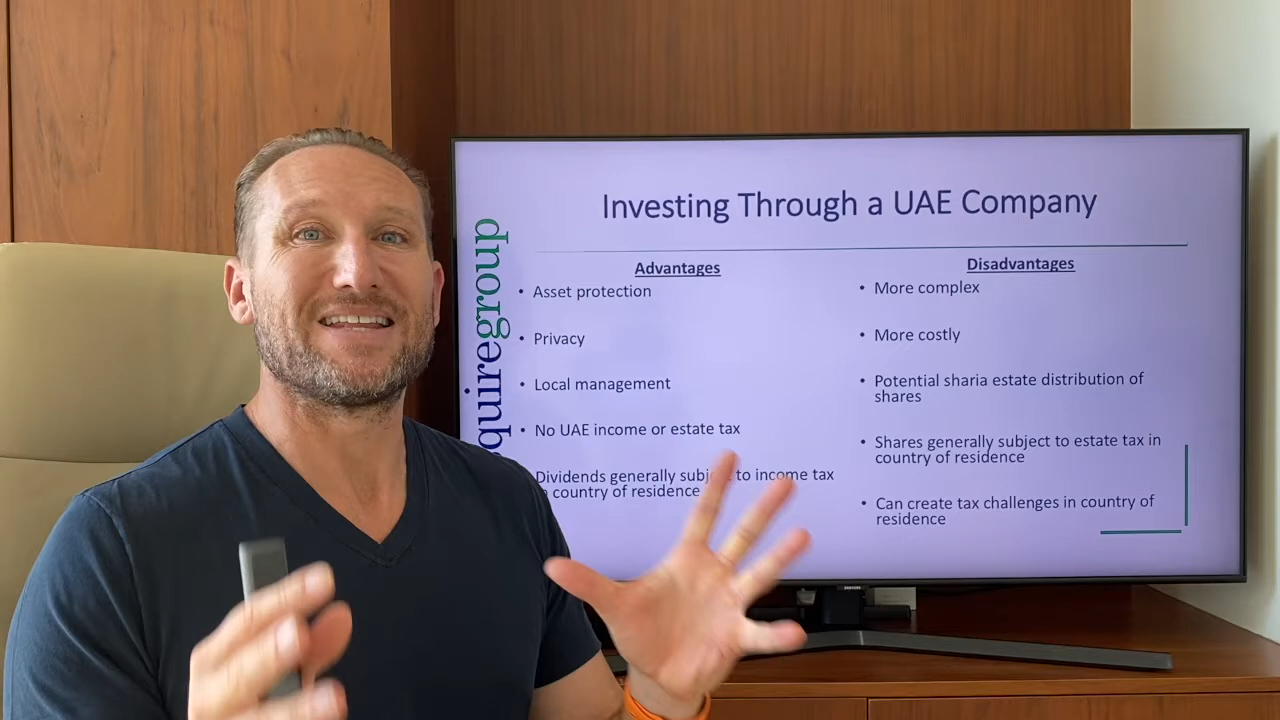 Investing Through a UAE Company
quiregroup
Advantages
• Asset protection
• Privacy
• Local management
• No UAE income or estate tax
Dividends generally subject to income tax
country of residence
Disadvantages
• More complex
• More costly
• Potential sharia estate distribution of
shares
• Shares generally subject to estate tax in
country of residence
• Can create tax challenges in country of
residence
SAMSUNG